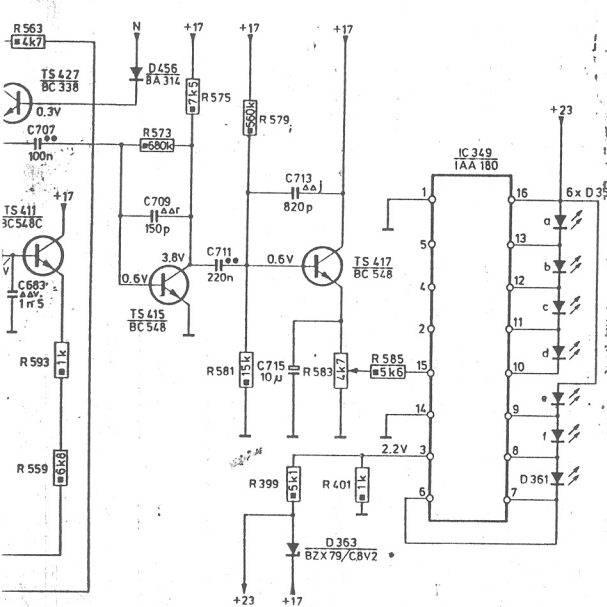 R 563
4k7
N
+17
+17
+17
D456
BA 314
TS 427
BC 338
0.3V
7k5
R 575
560k
R 579
+23
C707
100n
R573
680k
IC 349
IAA 180
+17
TS 411
BC548C
C709
150p
C713
820p
1
16
6 x D 35
a
3.8V
C711
220n
0.6V
TS 417
BC 548
5
13
b
0.6V
TS 415
BC 548
C683
1n5
4
12
c
2
11
d
R 593
1k
R 581
15k
C715
10µ
R 583
4k7
R 585
5k6
15
10
e
14
9
f
2.2V
3
8
R 559
6k8
R 399
5k1
R 401
1k
6
7
D 361
D 363
BZX 79/C8V2
+23
+17